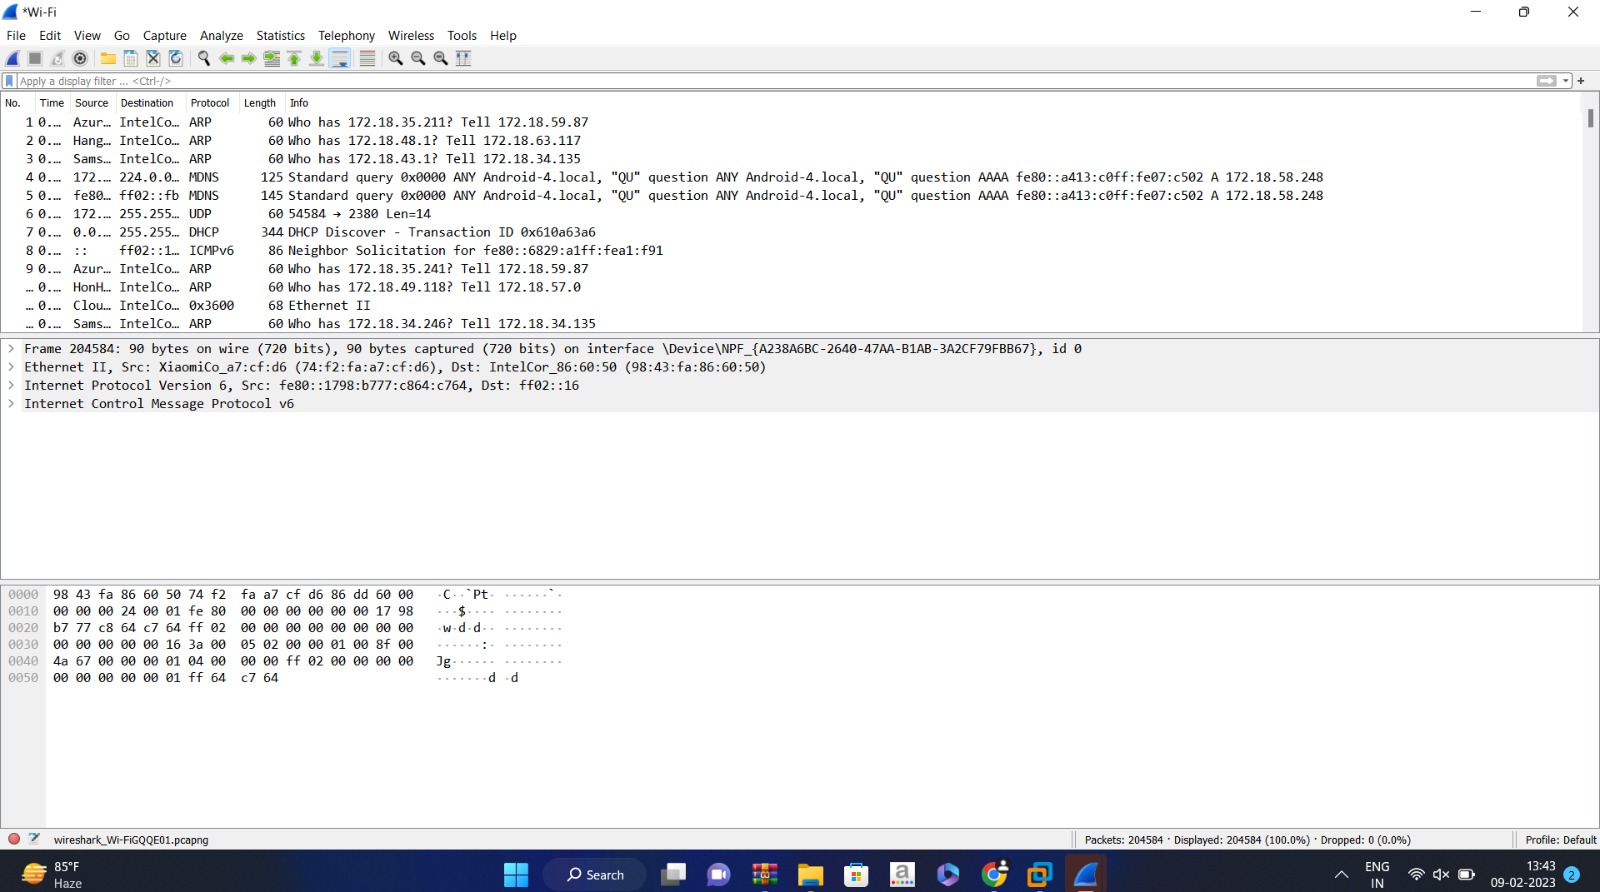 *Wi-Fi
File Edit View Go Capture Analyze Statistics Telephony Wireless Tools Help
Apply a display filter ... <Ctrl-/>
No. Time Source Destination Protocol Length Info
1 0.... Azur... IntelCo... ARP 60 Who has 172.18.35.211? Tell 172.18.59.87
2 0.... Hang... IntelCo... ARP 60 Who has 172.18.48.1? Tell 172.18.63.117
3 0.... Sams... IntelCo... ARP 60 Who has 172.18.43.1? Tell 172.18.34.135
4 0.... 172.... 224.0.0... MDNS 125 Standard query 0x0000 ANY Android-4.local, "QU" question ANY Android-4.local, "QU" question AAAA fe80::a413:c0ff:fe07:c502 A 172.18.58.248
5 0.... fe80... ff02::fb MDNS 145 Standard query 0x0000 ANY Android-4.local, "QU" question ANY Android-4.local, "QU" question AAAA fe80::a413:c0ff:fe07:c502 A 172.18.58.248
6 0.... 172.... 255.255... UDP 60 54584 → 2380 Len=14
7 0.... 0.0.... 255.255... DHCP 344 DHCP Discover - Transaction ID 0x610a63a6
8 0.... :: ff02::1... ICMPv6 86 Neighbor Solicitation for fe80::6829:a1ff:fea1:f91
9 0.... Azur... IntelCo... ARP 60 Who has 172.18.35.241? Tell 172.18.59.87
... 0.... HonH... IntelCo... ARP 60 Who has 172.18.49.118? Tell 172.18.57.0
... 0.... Clou... IntelCo... 0x3600 68 Ethernet II
... 0.... Sams... IntelCo... ARP 60 Who has 172.18.34.246? Tell 172.18.34.135
> Frame 204584: 90 bytes on wire (720 bits), 90 bytes captured (720 bits) on interface \Device\NPF_{A238A6BC-2640-47AA-B1AB-3A2CF79FBB67}, id 0
> Ethernet II, Src: XiaomiCo_a7:cf:d6 (74:f2:fa:a7:cf:d6), Dst: IntelCor_86:60:50 (98:43:fa:86:60:50)
> Internet Protocol Version 6, Src: fe80::1798:b777:c864:c764, Dst: ff02::16
> Internet Control Message Protocol v6
0000 98 43 fa 86 60 50 74 f2 fa a7 cf d6 86 dd 60 00 ·C··`Pt· ······`·
0010 00 00 00 24 00 01 fe 80 00 00 00 00 00 00 17 98 ···$···· ········
0020 b7 77 c8 64 c7 64 ff 02 00 00 00 00 00 00 00 00 ·w·d·d·· ········
0030 00 00 00 00 00 16 3a 00 05 02 00 00 01 00 8f 00 ······:· ········
0040 4a 67 00 00 00 01 04 00 00 00 ff 02 00 00 00 00 Jg······ ········
0050 00 00 00 00 00 01 ff 64 c7 64 ·······d ·d
wireshark_Wi-FiGQQE01.pcapng Packets: 204584 · Displayed: 204584 (100.0%) · Dropped: 0 (0.0%) Profile: Default
85°F
Haze
Search
ENG
IN
13:43
09-02-2023
2